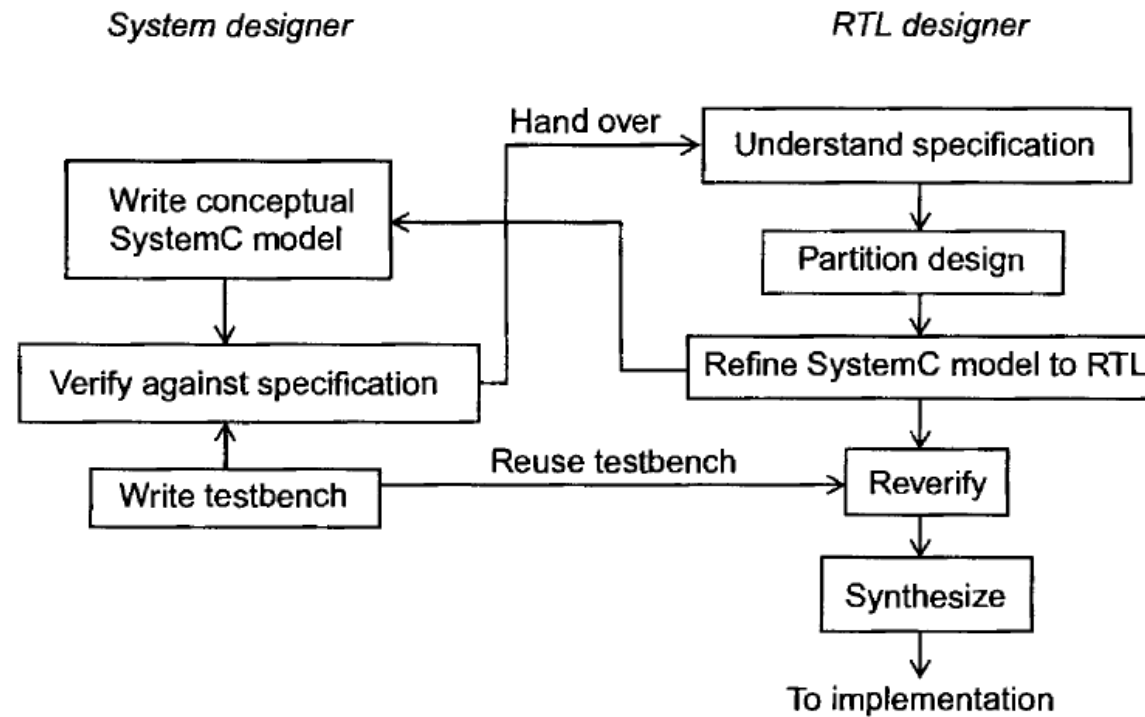 System designer
RTL designer
Hand over
Understand specification
Write conceptual
SystemC model
Partition design
Refine SystemC model to RTL
Verify against specification
Reuse testbench
Write testbench
Reverify
Synthesize
To implementation